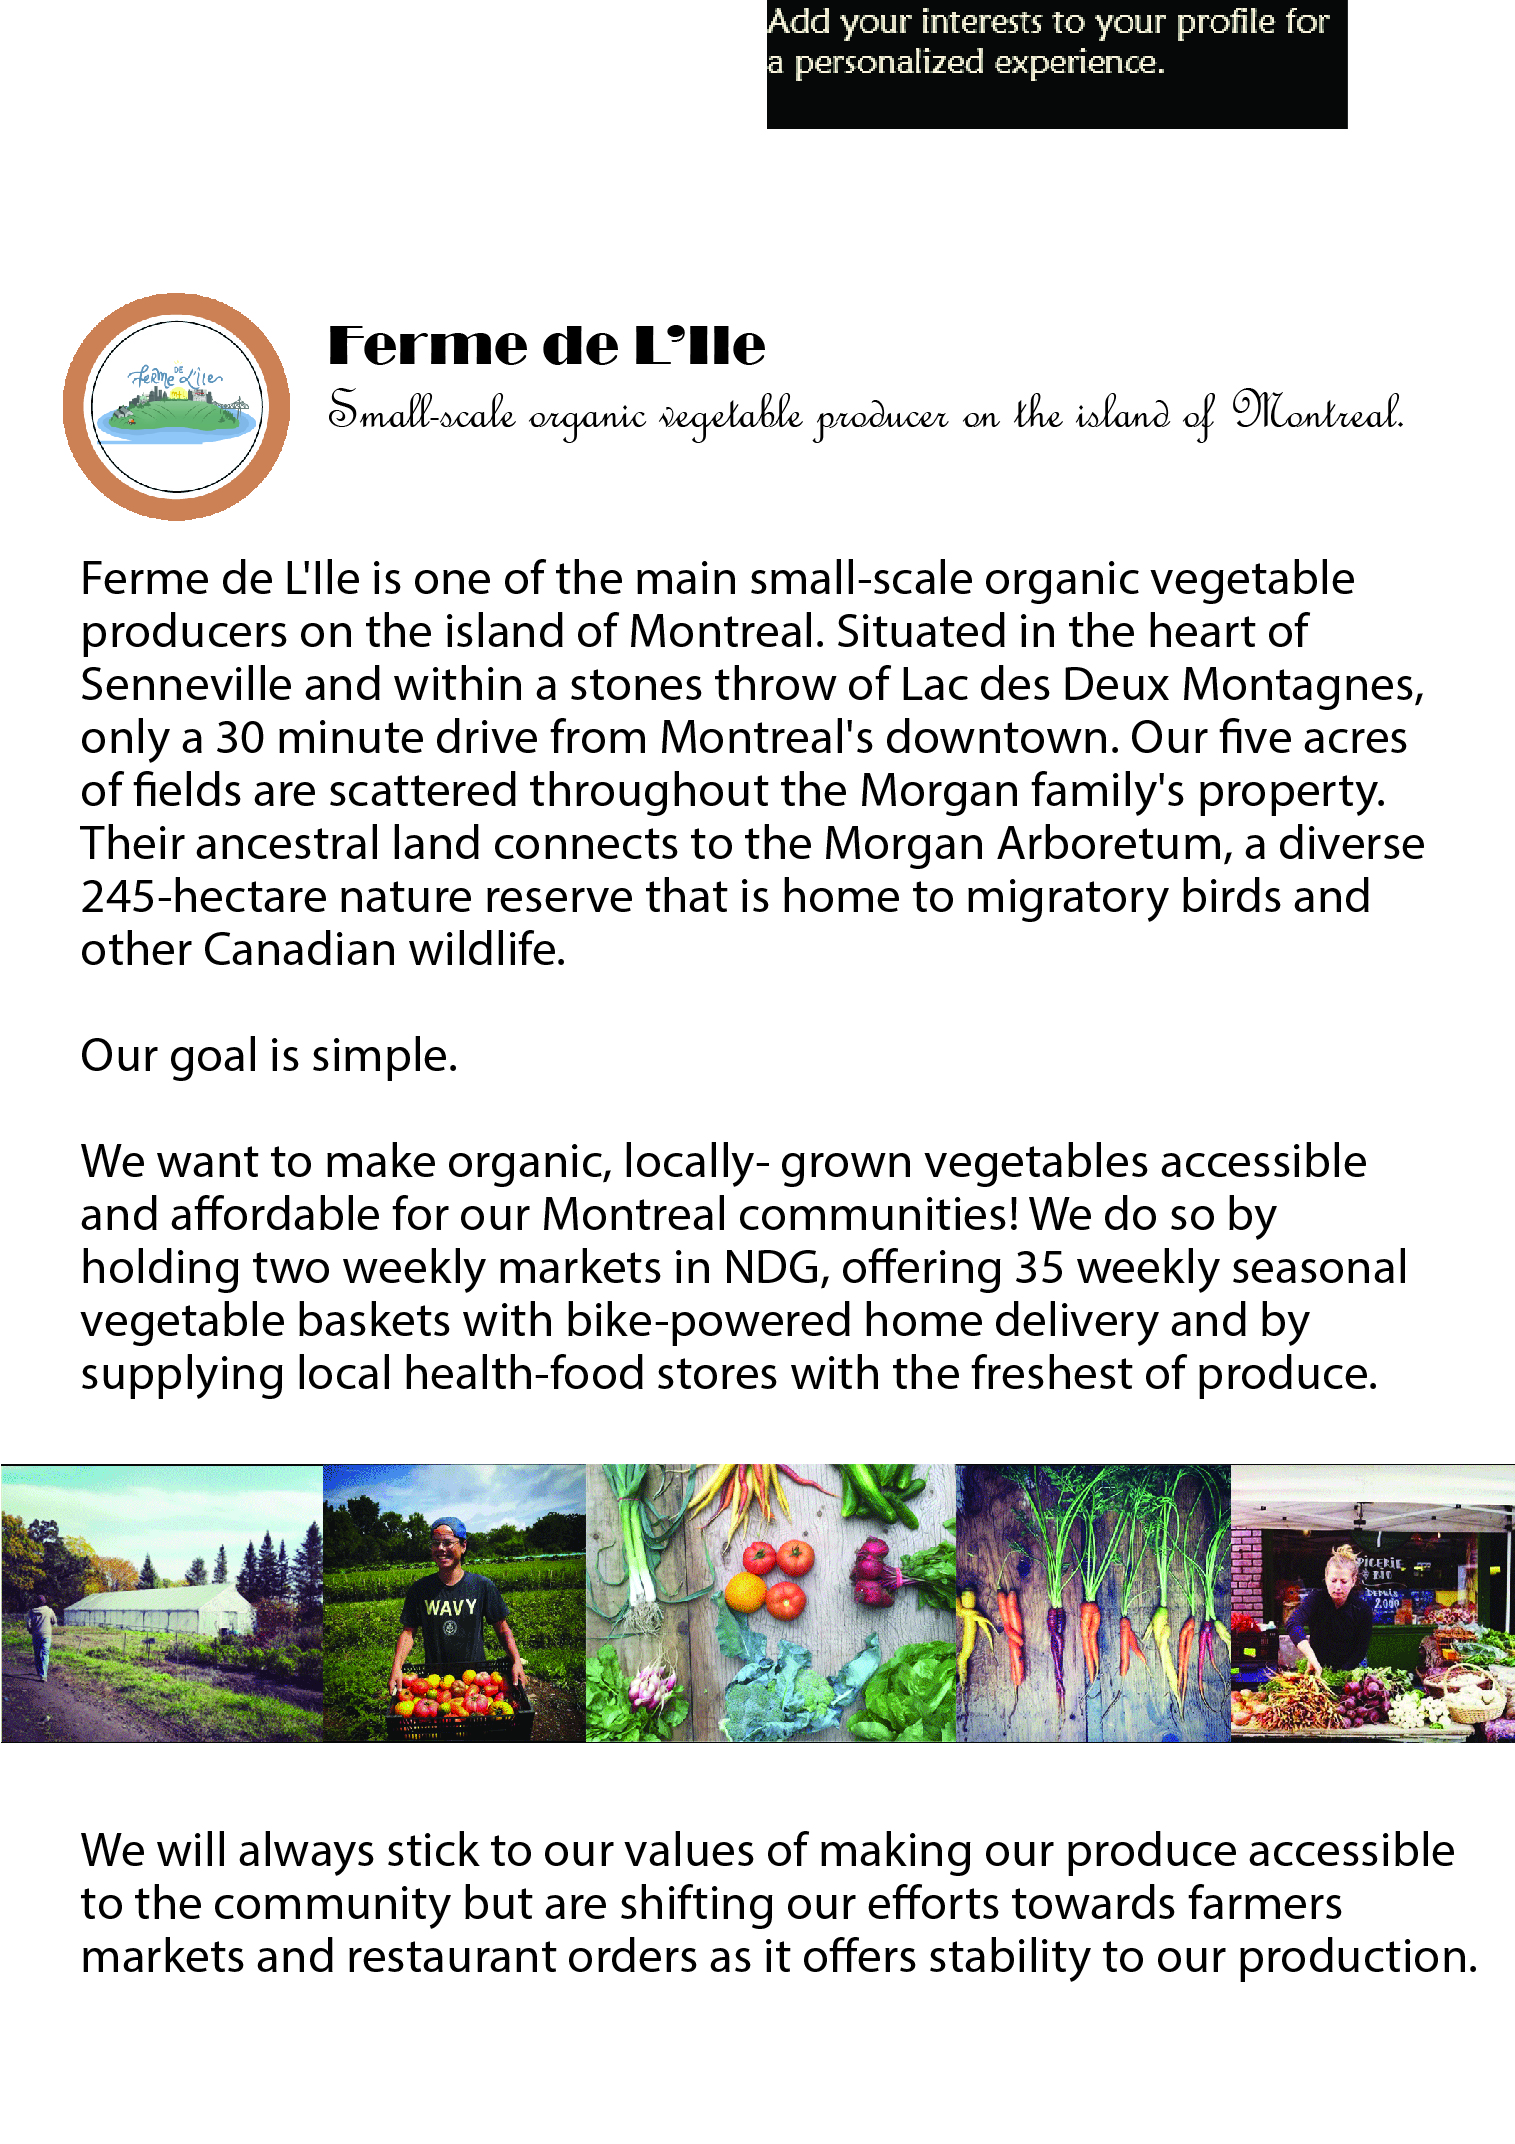 Add your interests to your profile for
a personalized experience.
Ferme DE L'île
Ferme de L'Ile
Small-scale organic vegetable producer on the island of Montreal.
Ferme de L'Ile is one of the main small-scale organic vegetable
producers on the island of Montreal. Situated in the heart of
Senneville and within a stones throw of Lac des Deux Montagnes,
only a 30 minute drive from Montreal's downtown. Our five acres
of fields are scattered throughout the Morgan family's property.
Their ancestral land connects to the Morgan Arboretum, a diverse
245-hectare nature reserve that is home to migratory birds and
other Canadian wildlife.
Our goal is simple.
We want to make organic, locally- grown vegetables accessible
and affordable for our Montreal communities! We do so by
holding two weekly markets in NDG, offering 35 weekly seasonal
vegetable baskets with bike-powered home delivery and by
supplying local health-food stores with the freshest of produce.
WAVY
DEPUIS
2000
We will always stick to our values of making our produce accessible
to the community but are shifting our efforts towards farmers
markets and restaurant orders as it offers stability to our production.